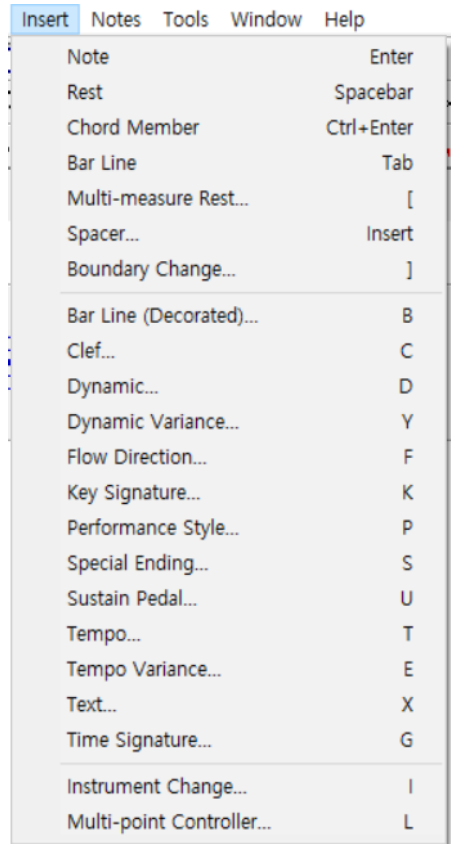 Insert Notes Tools Window Help
Note Enter
Rest Spacebar
Chord Member Ctrl+Enter
Bar Line Tab
Multi-measure Rest... [
Spacer... Insert
Boundary Change... ]
Bar Line (Decorated)... B
Clef... C
Dynamic... D
Dynamic Variance... Y
Flow Direction... F
Key Signature... K
Performance Style... P
Special Ending... S
Sustain Pedal... U
Tempo... T
Tempo Variance... E
Text... X
Time Signature... G
Instrument Change... I
Multi-point Controller... L